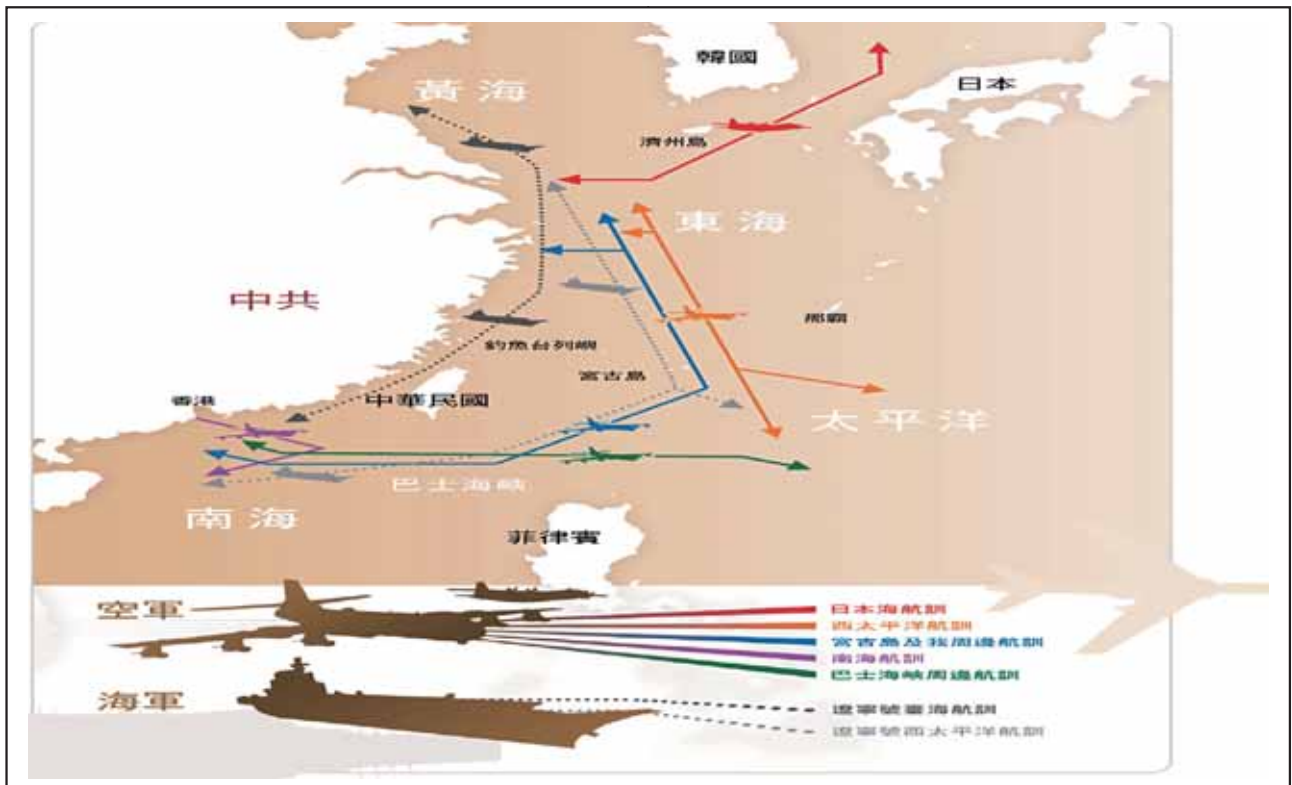 韓國
日本
黃海
濟州島
東海
中共
那霸
釣魚台列嶼
宮古島
香港
中華民國
太平洋
巴士海峽
南海
菲律賓
空軍
日本海航訓
西太平洋航訓
宮古島及我周邊航訓
南海航訓
巴士海峽周邊航訓
海軍
遼寧號臺海航訓
遼寧號西太平洋航訓